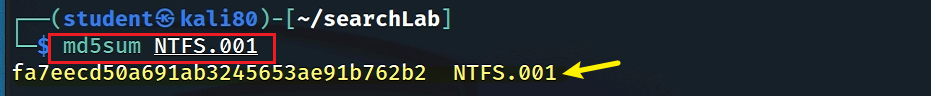 ┌──(student㉿kali80)-[~/searchLab]
└─$ md5sum NTFS.001
fa7eecd50a691ab3245653ae91b762b2  NTFS.001